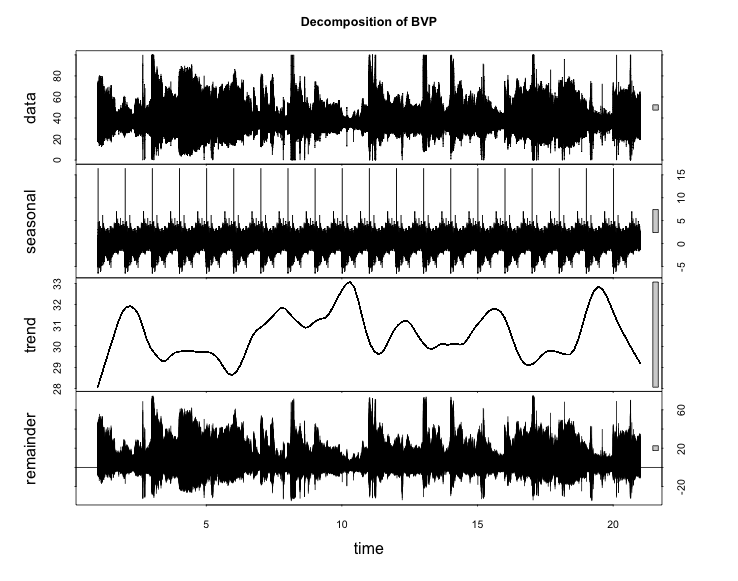 Decomposition of BVP
data
0 20 40 60 80
seasonal
-5 0 5 10 15
trend
28 29 30 31 32 33
remainder
-20 20 60
5 10 15 20
time